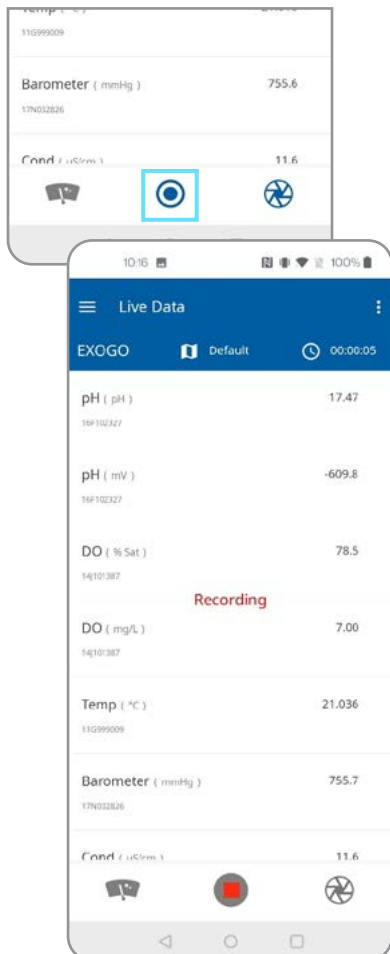 11G999009
Barometer ( mmHg ) 755.6
17N032826
Cond ( uS/cm ) 11.6
10:16 100%
Live Data
EXOGO Default 00:00:05
pH ( pH ) 17.47
16F102327
pH ( mV ) -609.8
16F102327
DO ( % Sat ) 78.5
14J101387
Recording
DO ( mg/L ) 7.00
14J101387
Temp ( °C ) 21.036
11G999009
Barometer ( mmHg ) 755.7
17N032826
Cond ( uS/cm ) 11.6